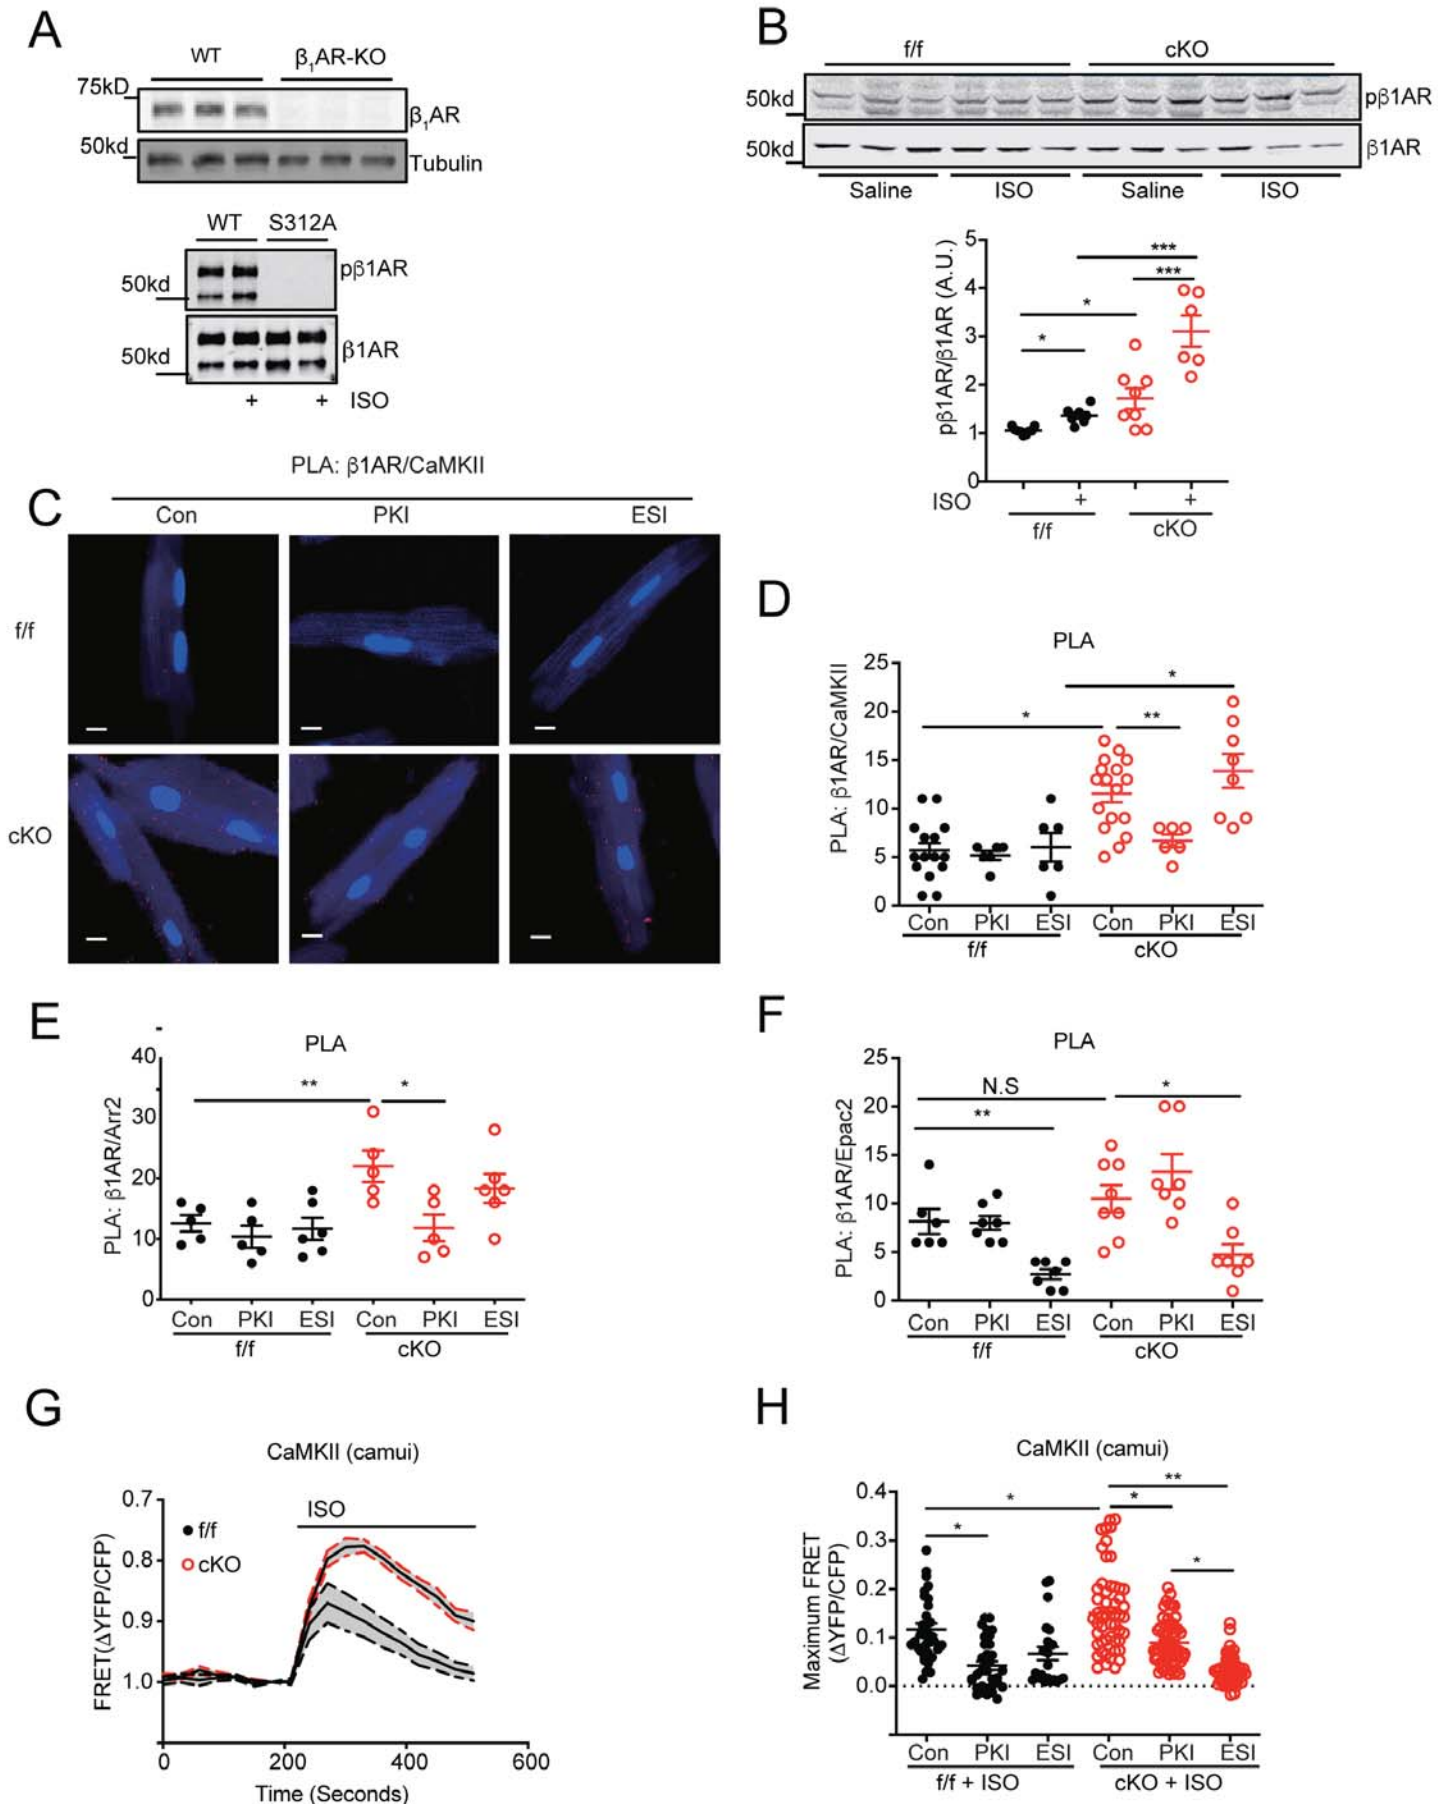 A
WT β₁AR-KO
75kD
β₁AR
50kd
Tubulin
WT S312A
pβ1AR
50kd
β1AR
50kd
+ + ISO
B
f/f cKO
50kd pβ1AR
50kd β1AR
Saline ISO Saline ISO
pβ1AR/β1AR (A.U.)
5
4
3
2
1
0
***
***
*
*
ISO + +
f/f cKO
C
PLA: β1AR/CaMKII
Con PKI ESI
f/f
cKO
D
PLA
PLA: β1AR/CaMKII
25
20
15
10
5
0
*
* **
Con PKI ESI Con PKI ESI
f/f cKO
E
PLA
PLA: β1AR/Arr2
40
30
20
10
0
** *
Con PKI ESI Con PKI ESI
f/f cKO
F
PLA
PLA: β1AR/Epac2
25
20
15
10
5
0
N.S *
**
Con PKI ESI Con PKI ESI
f/f cKO
G
CaMKII (camui)
FRET(ΔYFP/CFP)
0.7
0.8
0.9
1.0
ISO
f/f
cKO
0 200 400 600
Time (Seconds)
H
CaMKII (camui)
Maximum FRET
(ΔYFP/CFP)
0.4
0.3
0.2
0.1
0.0
**
* *
* *
Con PKI ESI Con PKI ESI
f/f + ISO cKO + ISO